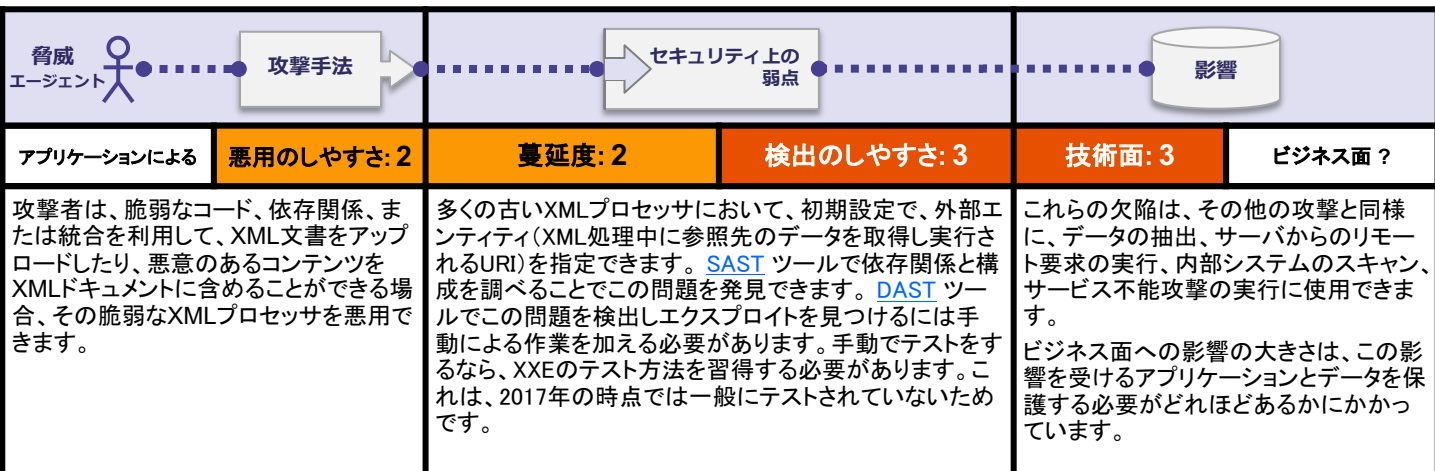 脅威
エージェント
攻撃手法
セキュリティ上の
弱点
影響
アプリケーションによる
悪用のしやすさ: 2
蔓延度: 2
検出のしやすさ: 3
技術面: 3
ビジネス面 ?
攻撃者は、脆弱なコード、依存関係、ま
たは統合を利用して、XML文書をアップ
ロードしたり、悪意のあるコンテンツを
XMLドキュメントに含めることができる場
合、その脆弱なXMLプロセッサを悪用で
きます。
多くの古いXMLプロセッサにおいて、初期設定で、外部エ
ンティティ(XML処理中に参照先のデータを取得し実行さ
れるURI)を指定できます。 SAST ツールで依存関係と構
成を調べることでこの問題を発見できます。 DAST ツー
ルでこの問題を検出しエクスプロイトを見つけるには手
動による作業を加える必要があります。手動でテストをす
るなら、XXEのテスト方法を習得する必要があります。こ
れは、2017年の時点では一般にテストされていないため
です。
これらの欠陥は、その他の攻撃と同様
に、データの抽出、サーバからのリモー
ト要求の実行、内部システムのスキャン、
サービス不能攻撃の実行に使用できま
す。
ビジネス面への影響の大きさは、この影
響を受けるアプリケーションとデータを保
護する必要がどれほどあるかにかかっ
ています。